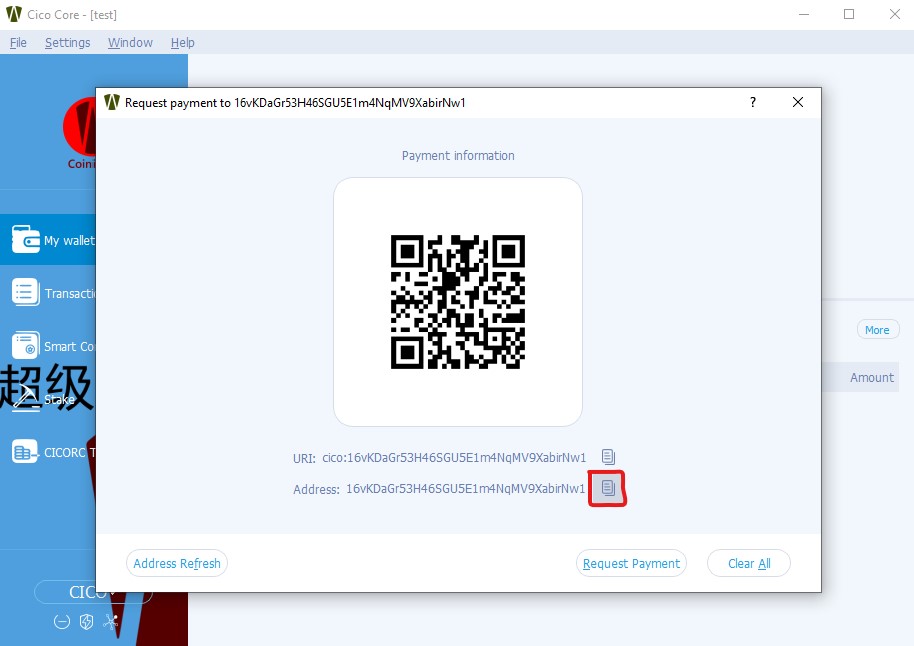 Cico Core - [test]
File Settings Window Help
Request payment to 16vKDaGr53H46SGU5E1m4NqMV9XabirNw1
?
Payment information
Coini
My wallet
Transactio
Smart Co
超级
Stake
CICORC T
More
Amount
URI: cico:16vKDaGr53H46SGU5E1m4NqMV9XabirNw1
Address: 16vKDaGr53H46SGU5E1m4NqMV9XabirNw1
Address Refresh
Request Payment
Clear All
CICO